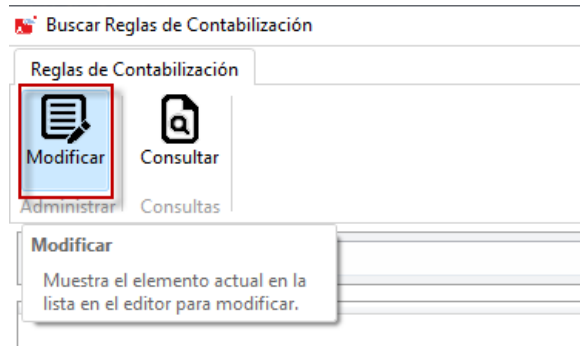 Buscar Reglas de Contabilización
Reglas de Contabilización
Modificar
Consultar
Administrar
Consultas
Modificar
Muestra el elemento actual en la
lista en el editor para modificar.